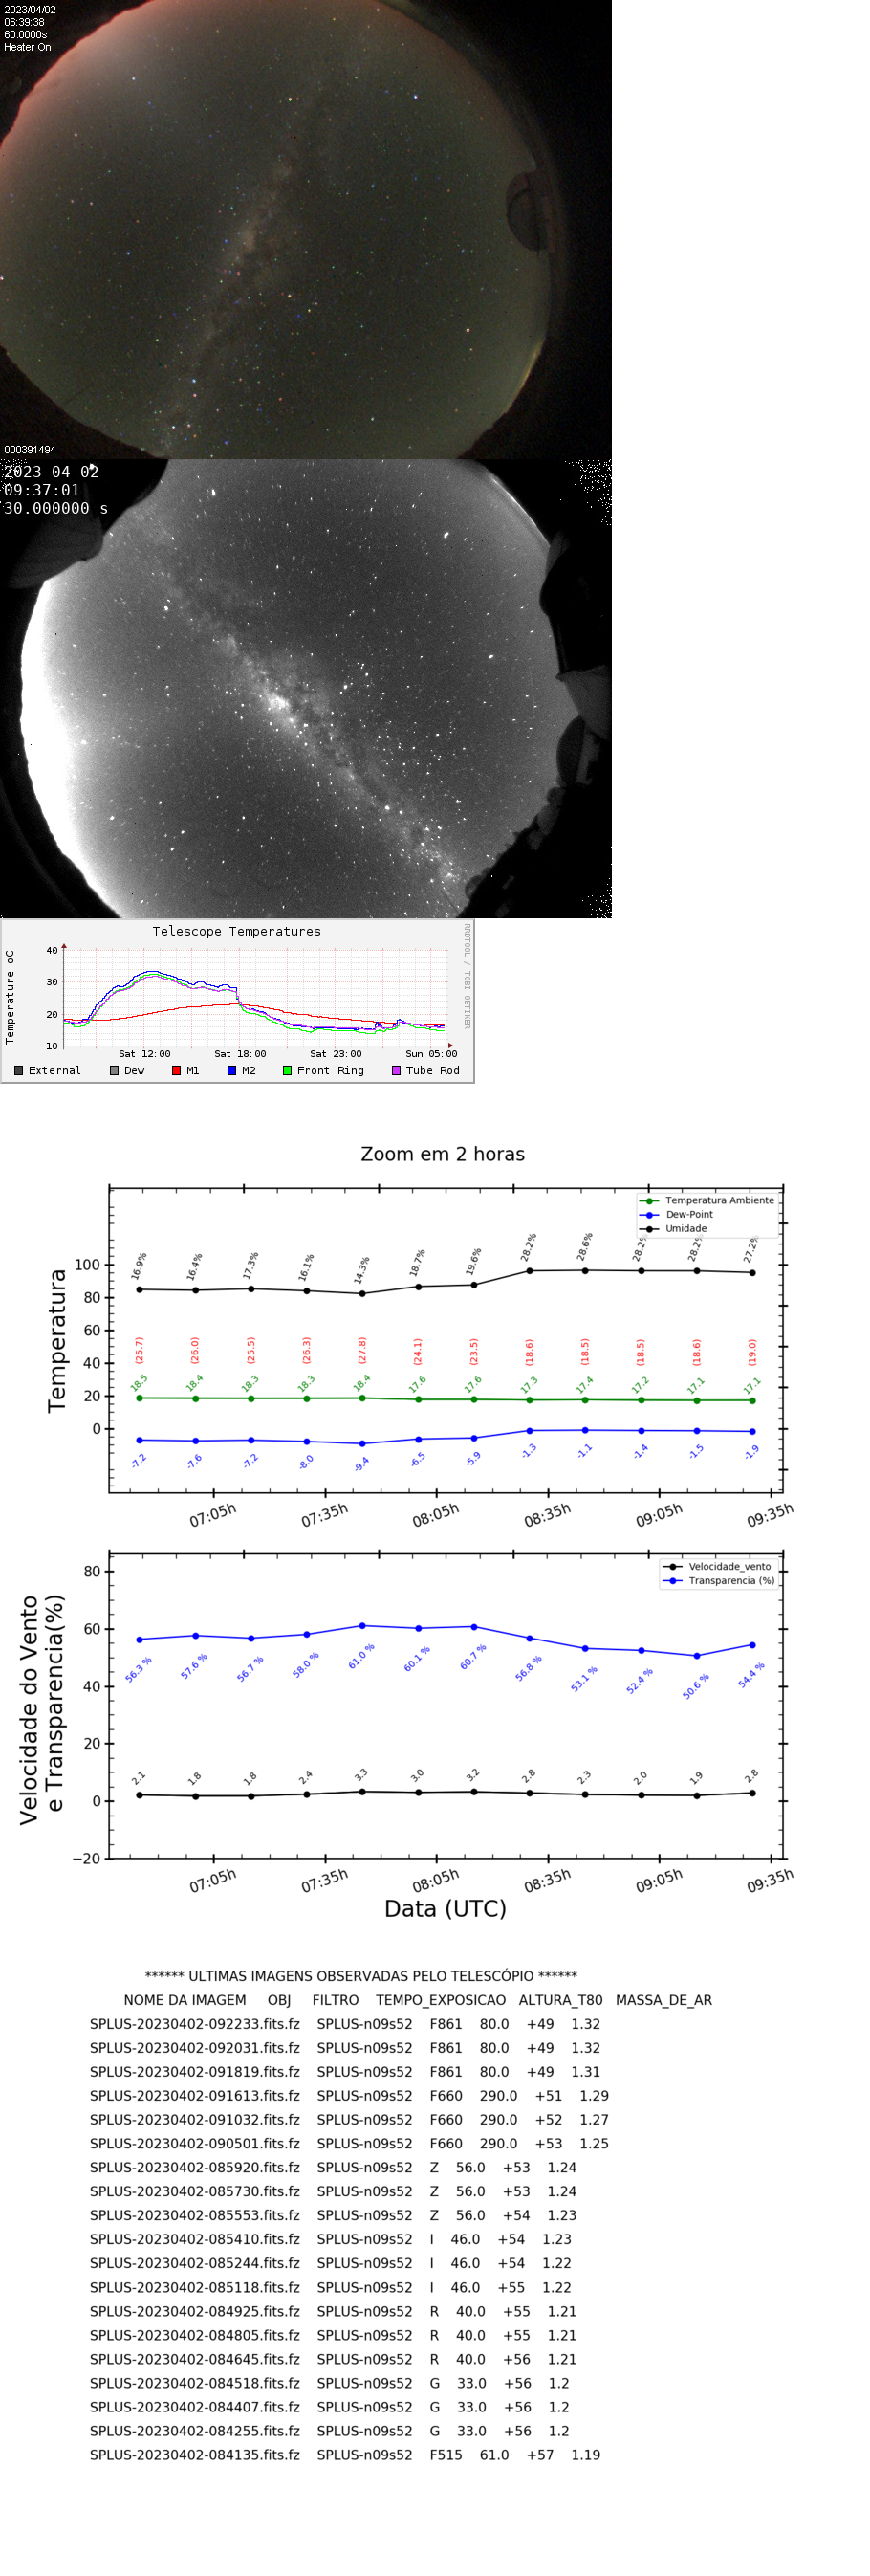 2023/04/02
06:39:38
60.0000s
Heater On
000391494
2023-04-02
09:37:01
30.000000 s
Telescope Temperatures
RRDTOOL / TOBI OETIKER
Temperature oC
40
30
20
10
Sat 12:00 Sat 18:00 Sat 23:00 Sun 05:00
External Dew M1 M2 Front Ring Tube Rod
Zoom em 2 horas
Temperatura Ambiente
Dew-Point
Umidade
Temperatura
100
80
60
40
20
0
16.9% 16.4% 17.3% 16.1% 14.3% 18.7% 19.6% 28.2% 28.6% 28.2% 28.2% 27.2%
(25.7) (26.0) (25.5) (26.3) (27.8) (24.1) (23.5) (18.6) (18.5) (18.5) (18.6) (19.0)
18.5 18.4 18.3 18.3 18.4 17.6 17.6 17.3 17.4 17.2 17.1 17.1
-7.2 -7.6 -7.2 -8.0 -9.4 -6.5 -5.9 -1.3 -1.1 -1.4 -1.5 -1.9
07:05h 07:35h 08:05h 08:35h 09:05h 09:35h
Velocidade_vento
Transparencia (%)
Velocidade do Vento
e Transparencia(%)
80
60
40
20
0
−20
56.3 % 57.6 % 56.7 % 58.0 % 61.0 % 60.1 % 60.7 % 56.8 % 53.1 % 52.4 % 50.6 % 54.4 %
2.1 1.8 1.8 2.4 3.3 3.0 3.2 2.8 2.3 2.0 1.9 2.8
07:05h 07:35h 08:05h 08:35h 09:05h 09:35h
Data (UTC)
****** ULTIMAS IMAGENS OBSERVADAS PELO TELESCÓPIO ******
NOME DA IMAGEM OBJ FILTRO TEMPO_EXPOSICAO ALTURA_T80 MASSA_DE_AR
SPLUS-20230402-092233.fits.fz SPLUS-n09s52 F861 80.0 +49 1.32
SPLUS-20230402-092031.fits.fz SPLUS-n09s52 F861 80.0 +49 1.32
SPLUS-20230402-091819.fits.fz SPLUS-n09s52 F861 80.0 +49 1.31
SPLUS-20230402-091613.fits.fz SPLUS-n09s52 F660 290.0 +51 1.29
SPLUS-20230402-091032.fits.fz SPLUS-n09s52 F660 290.0 +52 1.27
SPLUS-20230402-090501.fits.fz SPLUS-n09s52 F660 290.0 +53 1.25
SPLUS-20230402-085920.fits.fz SPLUS-n09s52 Z 56.0 +53 1.24
SPLUS-20230402-085730.fits.fz SPLUS-n09s52 Z 56.0 +53 1.24
SPLUS-20230402-085553.fits.fz SPLUS-n09s52 Z 56.0 +54 1.23
SPLUS-20230402-085410.fits.fz SPLUS-n09s52 I 46.0 +54 1.23
SPLUS-20230402-085244.fits.fz SPLUS-n09s52 I 46.0 +54 1.22
SPLUS-20230402-085118.fits.fz SPLUS-n09s52 I 46.0 +55 1.22
SPLUS-20230402-084925.fits.fz SPLUS-n09s52 R 40.0 +55 1.21
SPLUS-20230402-084805.fits.fz SPLUS-n09s52 R 40.0 +55 1.21
SPLUS-20230402-084645.fits.fz SPLUS-n09s52 R 40.0 +56 1.21
SPLUS-20230402-084518.fits.fz SPLUS-n09s52 G 33.0 +56 1.2
SPLUS-20230402-084407.fits.fz SPLUS-n09s52 G 33.0 +56 1.2
SPLUS-20230402-084255.fits.fz SPLUS-n09s52 G 33.0 +56 1.2
SPLUS-20230402-084135.fits.fz SPLUS-n09s52 F515 61.0 +57 1.19